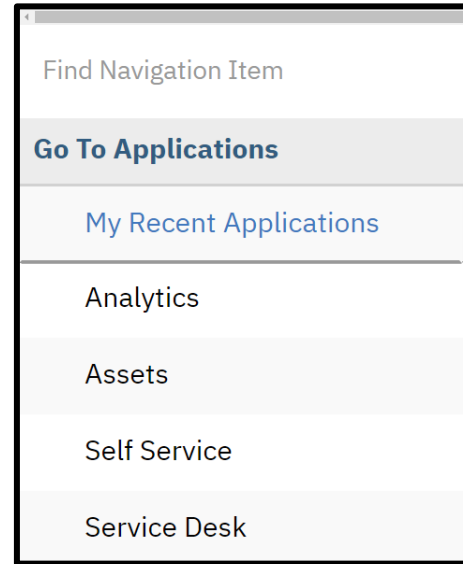 Find Navigation Item
Go To Applications
My Recent Applications
Analytics
Assets
Self Service
Service Desk